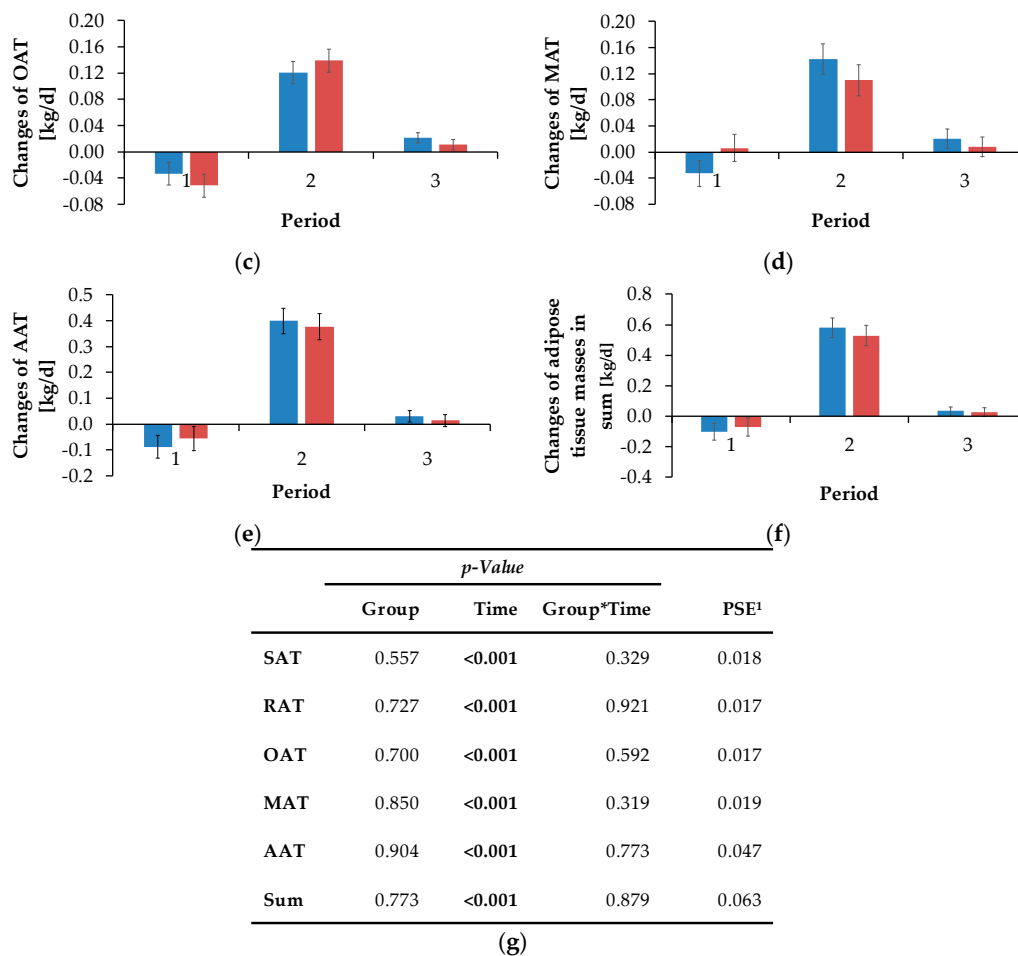 Changes of OAT
[kg/d]
0.20
0.16
0.12
0.08
0.04
0.00
-0.04
-0.08
1 2 3
Period
(c)
Changes of MAT
[kg/d]
0.20
0.16
0.12
0.08
0.04
0.00
-0.04
-0.08
1 2 3
Period
(d)
Changes of AAT
[kg/d]
0.5
0.4
0.3
0.2
0.1
0.0
-0.1
-0.2
1 2 3
Period
(e)
Changes of adipose
tissue masses in
sum [kg/d]
0.8
0.6
0.4
0.2
0.0
-0.2
-0.4
1 2 3
Period
(f)
p-Value
Group Time Group*Time PSE¹
SAT 0.557 <0.001 0.329 0.018
RAT 0.727 <0.001 0.921 0.017
OAT 0.700 <0.001 0.592 0.017
MAT 0.850 <0.001 0.319 0.019
AAT 0.904 <0.001 0.773 0.047
Sum 0.773 <0.001 0.879 0.063
(g)